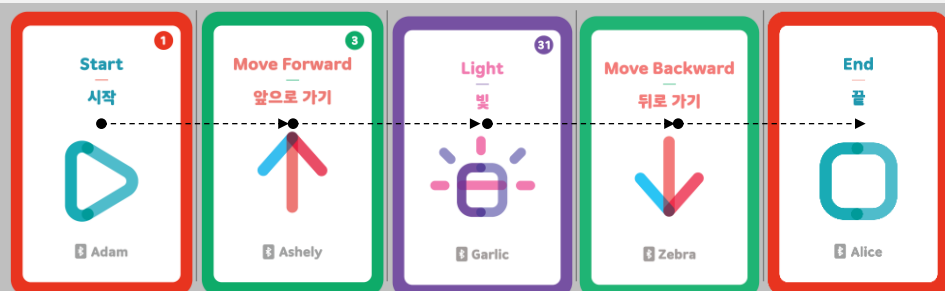 1
Start
시작
Adam
3
Move Forward
앞으로 가기
Ashely
31
Light
빛
Garlic
Move Backward
뒤로 가기
Zebra
End
끝
Alice